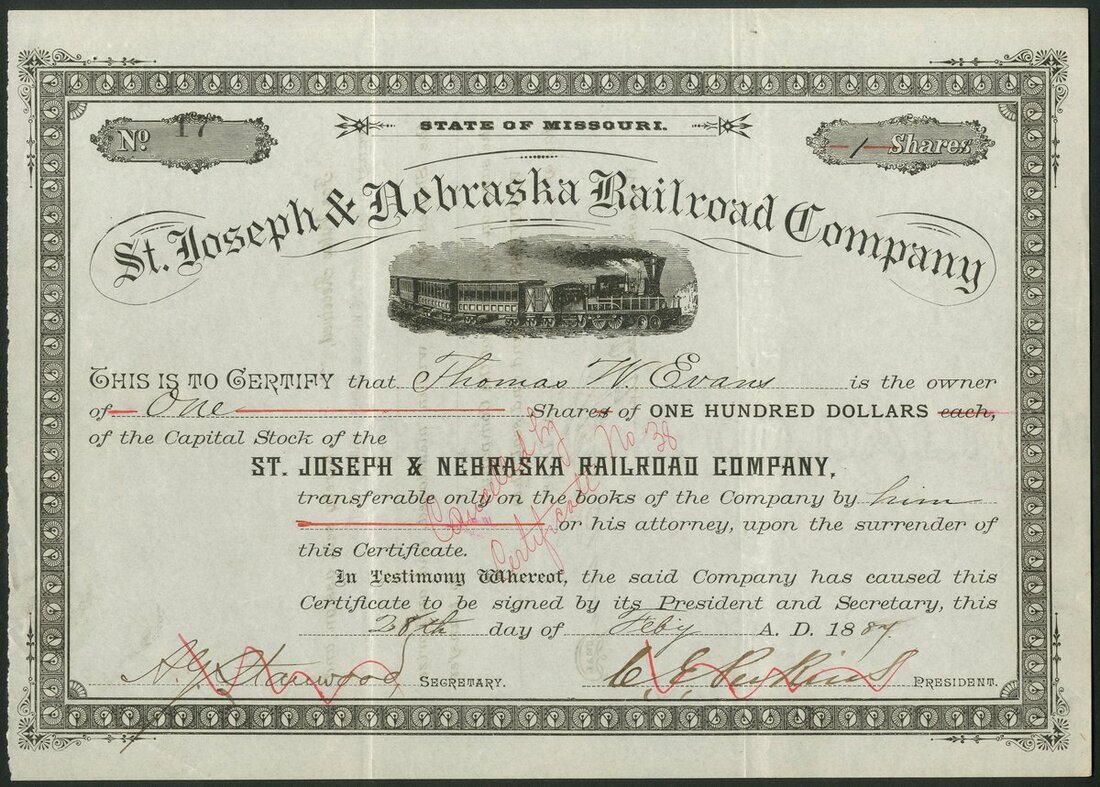 STATE OF MISSOURI.
No. 17
1 Shares
St. Joseph & Nebraska Railroad Company
THIS IS TO CERTIFY that Thomas W. Evans is the owner
of One Shares of ONE HUNDRED DOLLARS each,
of the Capital Stock of the
ST. JOSEPH & NEBRASKA RAILROAD COMPANY,
transferable only on the books of the Company by him
or his attorney, upon the surrender of
this Certificate.
In Testimony Whereof, the said Company has caused this
Certificate to be signed by its President and Secretary, this
28th day of Feby A. D. 1887.
Cancelled by
Certificate No 38
SECRETARY.
C. E. Perkins PRESIDENT.